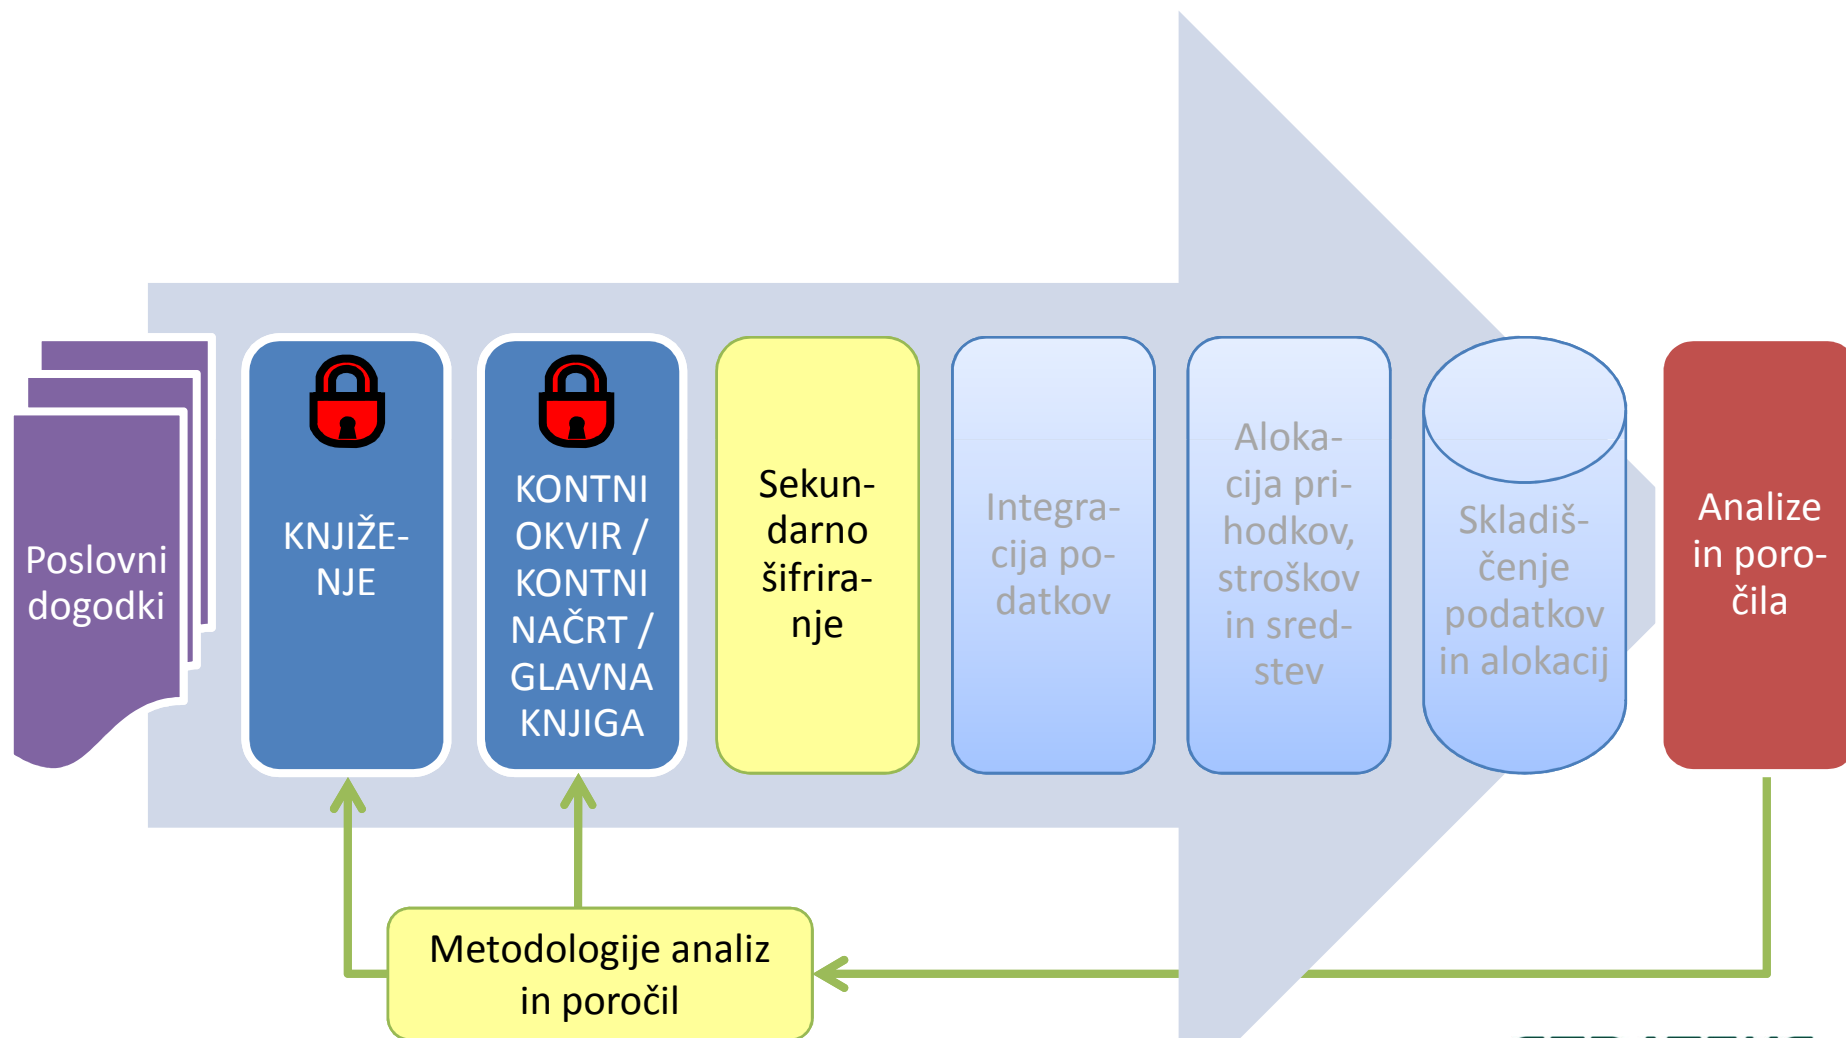 Poslovni
dogodki
KNJIŽE-
NJE
KONTNI
OKVIR /
KONTNI
NAČRT /
GLAVNA
KNJIGA
Sekun-
darno
šifrira-
nje
Integra-
cija po-
datkov
Aloka-
cija pri-
hodkov,
stroškov
in sred-
stev
Skladiš-
čenje
podatkov
in alokacij
Analize
in poro-
čila
Metodologije analiz
in poročil